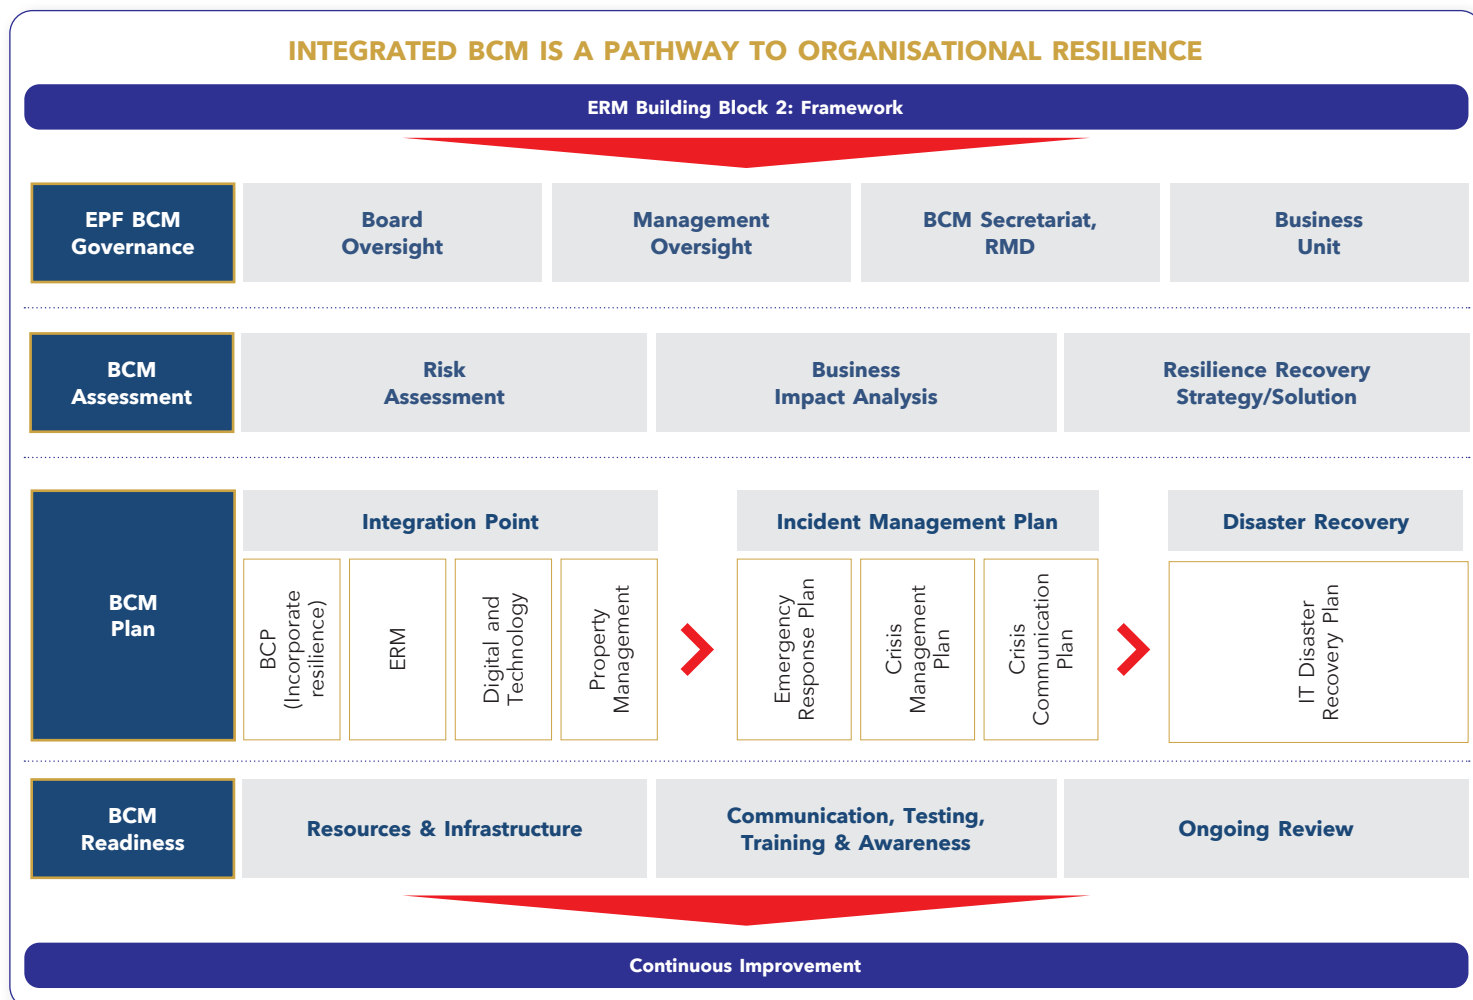 INTEGRATED BCM IS A PATHWAY TO ORGANISATIONAL RESILIENCE
ERM Building Block 2: Framework
EPF BCM
Governance
Board
Oversight
Management
Oversight
BCM Secretariat,
RMD
Business
Unit
BCM
Assessment
Risk
Assessment
Business
Impact Analysis
Resilience Recovery
Strategy/Solution
BCM
Plan
Integration Point
BCP
(Incorporate
resilience)
ERM
Digital and
Technology
Property
Management
Incident Management Plan
Emergency
Response Plan
Crisis
Management
Plan
Crisis
Communication
Plan
Disaster Recovery
IT Disaster
Recovery Plan
BCM
Readiness
Resources & Infrastructure
Communication, Testing,
Training & Awareness
Ongoing Review
Continuous Improvement